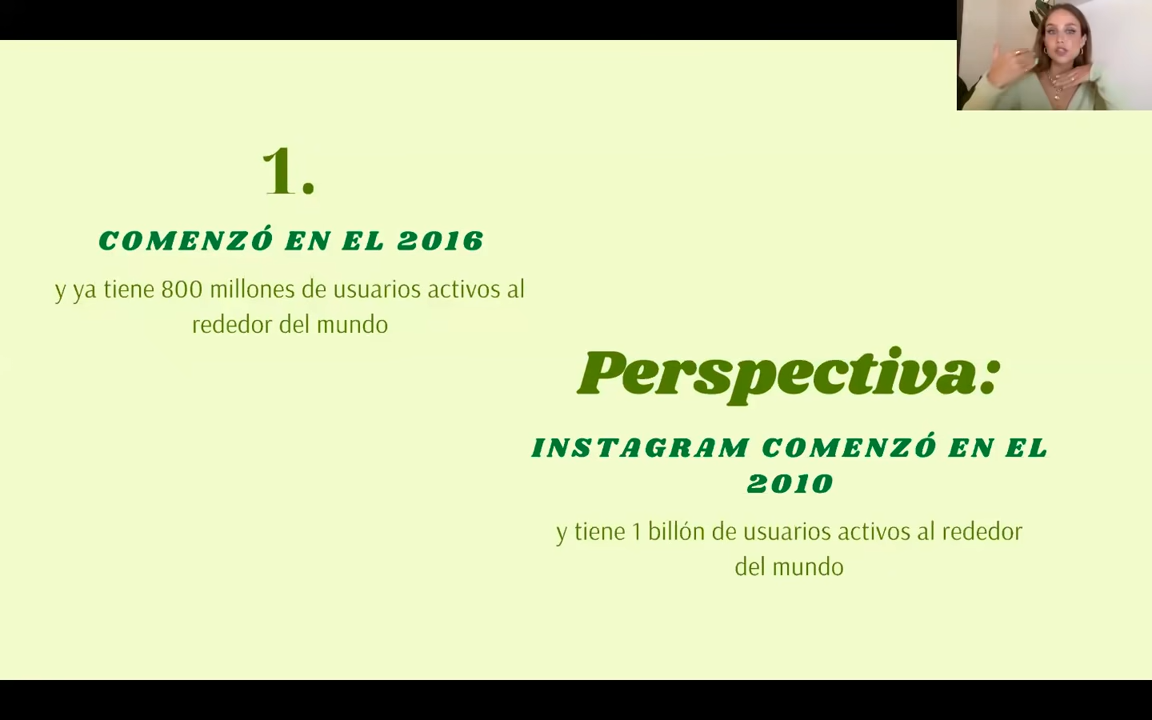 1.
COMENZÓ EN EL 2016
y ya tiene 800 millones de usuarios activos al
rededor del mundo
Perspectiva:
INSTAGRAM COMENZÓ EN EL
2010
y tiene 1 billón de usuarios activos al rededor
del mundo